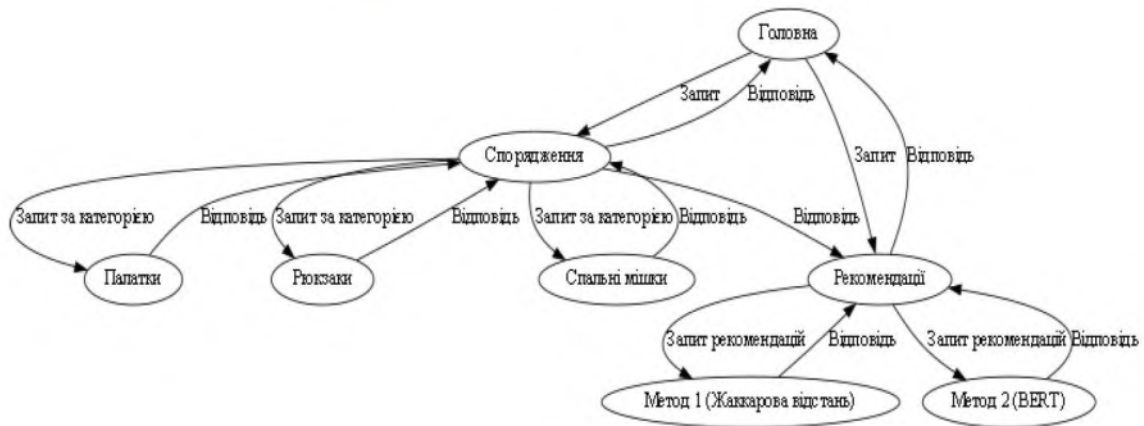 Головна
Запит
Відповідь
Спорядження
Запит
Відповідь
Запит за категорією
Відповідь
Запит за категорією
Відповідь
Запит за категорією
Відповідь
Відповідь
Палатки
Рюкзаки
Спальні мішки
Рекомендації
Запит рекомендацій
Відповідь
Запит рекомендацій
Відповідь
Метод 1 (Жаккарова відстань)
Метод 2 (BERT)